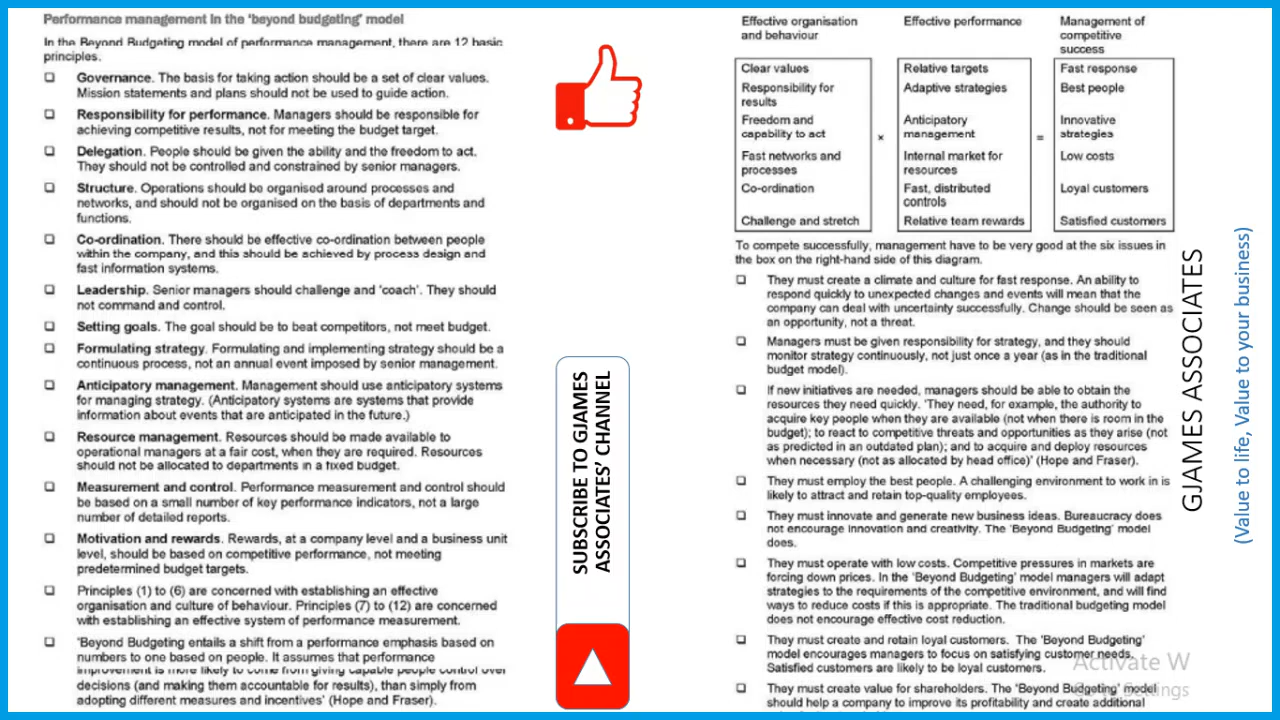 Performance management in the ‘beyond budgeting’ model
In the Beyond Budgeting model of performance management, there are 12 basic
principles.
Governance. The basis for taking action should be a set of clear values.
Mission statements and plans should not be used to guide action.
Responsibility for performance. Managers should be responsible for
achieving competitive results, not for meeting the budget target.
Delegation. People should be given the ability and the freedom to act.
They should not be controlled and constrained by senior managers.
Structure. Operations should be organised around processes and
networks, and should not be organised on the basis of departments and
functions.
Co-ordination. There should be effective co-ordination between people
within the company, and this should be achieved by process design and
fast information systems.
Leadership. Senior managers should challenge and ‘coach’. They should
not command and control.
Setting goals. The goal should be to beat competitors, not meet budget.
Formulating strategy. Formulating and implementing strategy should be a
continuous process, not an annual event imposed by senior management.
Anticipatory management. Management should use anticipatory systems
for managing strategy. (Anticipatory systems are systems that provide
information about events that are anticipated in the future.)
Resource management. Resources should be made available to
operational managers at a fair cost, when they are required. Resources
should not be allocated to departments in a fixed budget.
Measurement and control. Performance measurement and control should
be based on a small number of key performance indicators, not a large
number of detailed reports.
Motivation and rewards. Rewards, at a company level and a business unit
level, should be based on competitive performance, not meeting
predetermined budget targets.
Principles (1) to (6) are concerned with establishing an effective
organisation and culture of behaviour. Principles (7) to (12) are concerned
with establishing an effective system of performance measurement.
‘Beyond Budgeting entails a shift from a performance emphasis based on
numbers to one based on people. It assumes that performance
improvement is more likely to come from giving capable people control over
decisions (and making them accountable for results), than simply from
adopting different measures and incentives’ (Hope and Fraser).
SUBSCRIBE TO GJAMES
ASSOCIATES’ CHANNEL
Effective organisation
and behaviour
Effective performance
Management of
competitive
success
Clear values
Responsibility for
results
Freedom and
capability to act
Fast networks and
processes
Co-ordination
Challenge and stretch
×
Relative targets
Adaptive strategies
Anticipatory
management
Internal market for
resources
Fast, distributed
controls
Relative team rewards
=
Fast response
Best people
Innovative
strategies
Low costs
Loyal customers
Satisfied customers
To compete successfully, management have to be very good at the six issues in
the box on the right-hand side of this diagram.
They must create a climate and culture for fast response. An ability to
respond quickly to unexpected changes and events will mean that the
company can deal with uncertainty successfully. Change should be seen as
an opportunity, not a threat.
Managers must be given responsibility for strategy, and they should
monitor strategy continuously, not just once a year (as in the traditional
budget model).
If new initiatives are needed, managers should be able to obtain the
resources they need quickly. ‘They need, for example, the authority to
acquire key people when they are available (not when there is room in the
budget); to react to competitive threats and opportunities as they arise (not
as predicted in an outdated plan); and to acquire and deploy resources
when necessary (not as allocated by head office)’ (Hope and Fraser).
They must employ the best people. A challenging environment to work in is
likely to attract and retain top-quality employees.
They must innovate and generate new business ideas. Bureaucracy does
not encourage innovation and creativity. The ‘Beyond Budgeting’ model
does.
They must operate with low costs. Competitive pressures in markets are
forcing down prices. In the ‘Beyond Budgeting’ model managers will adapt
strategies to the requirements of the competitive environment, and will find
ways to reduce costs if this is appropriate. The traditional budgeting model
does not encourage effective cost reduction.
They must create and retain loyal customers. The ‘Beyond Budgeting’
model encourages managers to focus on satisfying customer needs.
Satisfied customers are likely to be loyal customers.
They must create value for shareholders. The ‘Beyond Budgeting’ model
should help a company to improve its profitability and create additional
Activate W
Settings
GJAMES ASSOCIATES
(Value to life, Value to your business)